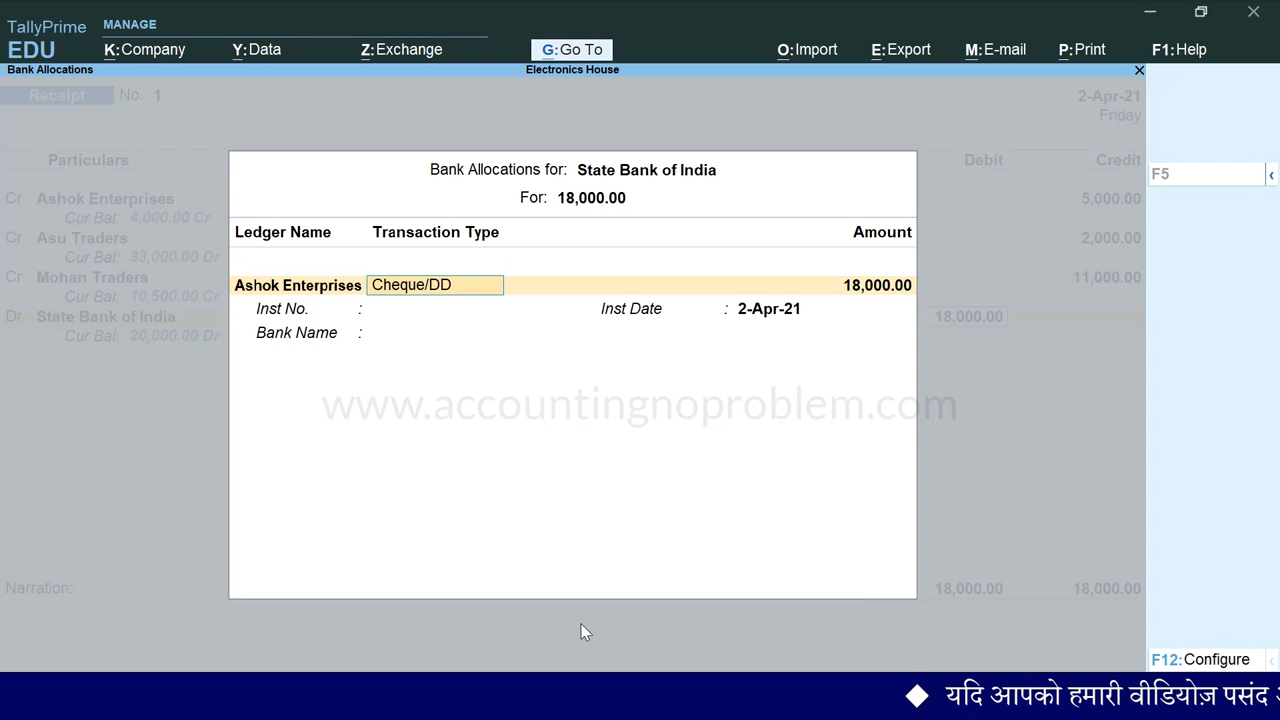 TallyPrime
EDU
MANAGE
K:Company Y:Data Z:Exchange G:Go To O:Import E:Export M:E-mail P:Print F1:Help
Bank Allocations Electronics House
Receipt No. 1 2-Apr-21
Friday
Particulars Debit Credit
Cr Ashok Enterprises 5,000.00
Cur Bal: 4,000.00 Cr
Cr Asu Traders 2,000.00
Cur Bal: 33,000.00 Dr
Cr Mohan Traders 11,000.00
Cur Bal: 10,500.00 Cr
Dr State Bank of India 18,000.00
Cur Bal: 20,000.00 Dr
Narration: 18,000.00 18,000.00
Bank Allocations for: State Bank of India
For: 18,000.00
Ledger Name Transaction Type Amount
Ashok Enterprises Cheque/DD 18,000.00
Inst No. : Inst Date : 2-Apr-21
Bank Name :
www.accountingnoproblem.com
F5
F12:Configure
यदि आपको हमारी वीडियोज़ पसंद